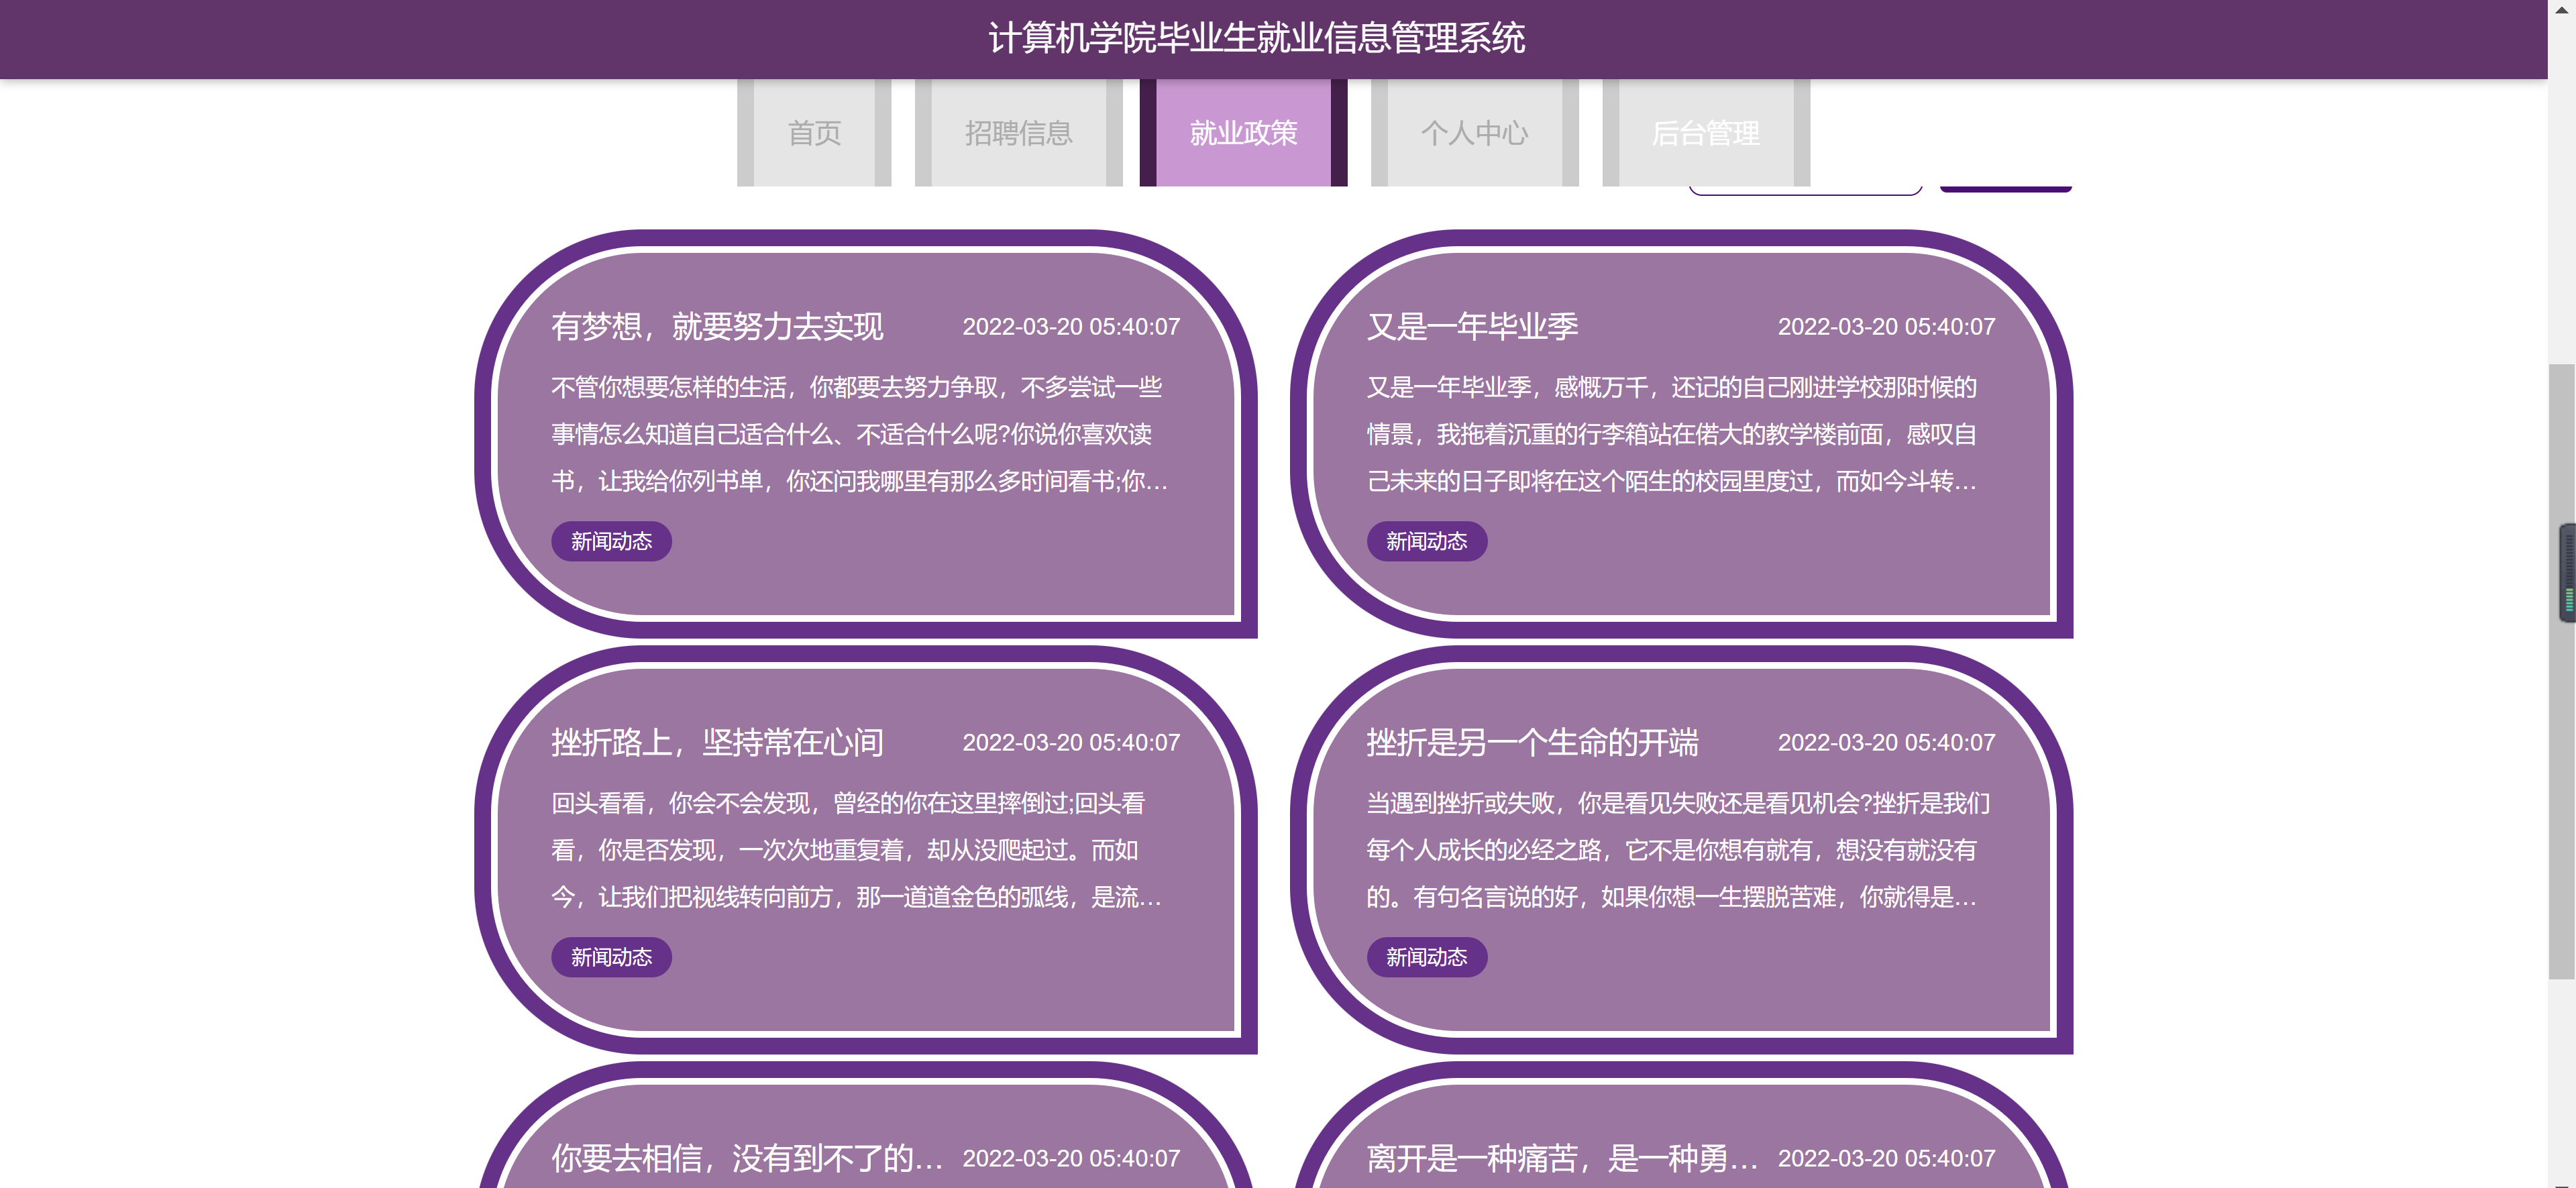 计算机学院毕业生就业信息管理系统
首页
招聘信息
就业政策
个人中心
后台管理
有梦想，就要努力去实现
2022-03-20 05:40:07
不管你想要怎样的生活，你都要去努力争取，不多尝试一些
事情怎么知道自己适合什么、不适合什么呢?你说你喜欢读
书，让我给你列书单，你还问我哪里有那么多时间看书;你…
新闻动态
又是一年毕业季
2022-03-20 05:40:07
又是一年毕业季，感慨万千，还记的自己刚进学校那时候的
情景，我拖着沉重的行李箱站在偌大的教学楼前面，感叹自
己未来的日子即将在这个陌生的校园里度过，而如今斗转…
新闻动态
挫折路上，坚持常在心间
2022-03-20 05:40:07
回头看看，你会不会发现，曾经的你在这里摔倒过;回头看
看，你是否发现，一次次地重复着，却从没爬起过。而如
今，让我们把视线转向前方，那一道道金色的弧线，是流…
新闻动态
挫折是另一个生命的开端
2022-03-20 05:40:07
当遇到挫折或失败，你是看见失败还是看见机会?挫折是我们
每个人成长的必经之路，它不是你想有就有，想没有就没有
的。有句名言说的好，如果你想一生摆脱苦难，你就得是…
新闻动态
你要去相信，没有到不了的…
2022-03-20 05:40:07
离开是一种痛苦，是一种勇…
2022-03-20 05:40:07